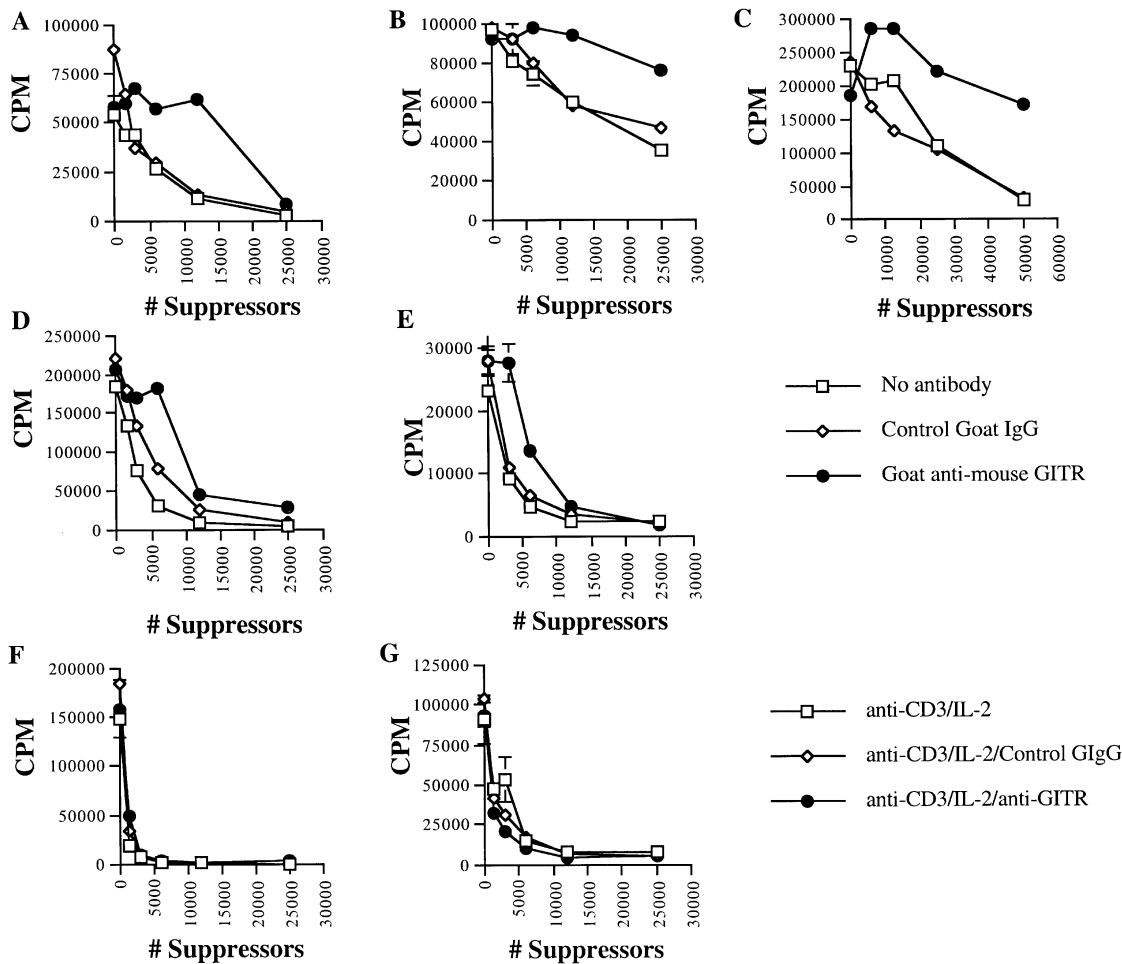 A
B
C
100000
75000
50000
25000
0
CPM
0 5000 10000 15000 20000 25000 30000
# Suppressors
100000
80000
60000
40000
20000
0
CPM
0 5000 10000 15000 20000 25000 30000
# Suppressors
300000
250000
200000
150000
100000
50000
0
CPM
0 10000 20000 30000 40000 50000 60000
# Suppressors
D
E
250000
200000
150000
100000
50000
0
CPM
0 5000 10000 15000 20000 25000 30000
# Suppressors
30000
20000
10000
0
CPM
0 5000 10000 15000 20000 25000 30000
# Suppressors
No antibody
Control Goat IgG
Goat anti-mouse GITR
F
G
200000
150000
100000
50000
0
CPM
0 5000 10000 15000 20000 25000 30000
# Suppressors
125000
100000
75000
50000
25000
0
CPM
0 5000 10000 15000 20000 25000 30000
# Suppressors
anti-CD3/IL-2
anti-CD3/IL-2/Control GIgG
anti-CD3/IL-2/anti-GITR